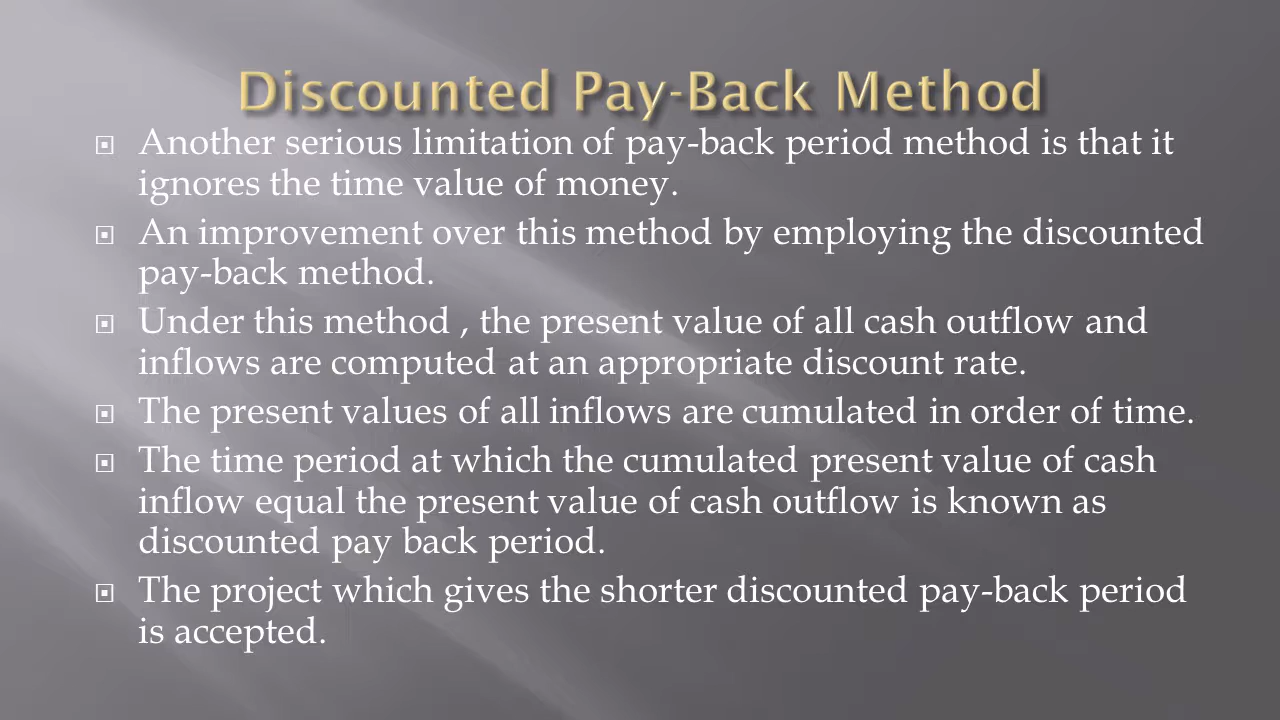 Discounted Pay-Back Method
Another serious limitation of pay-back period method is that it
ignores the time value of money.
An improvement over this method by employing the discounted
pay-back method.
Under this method , the present value of all cash outflow and
inflows are computed at an appropriate discount rate.
The present values of all inflows are cumulated in order of time.
The time period at which the cumulated present value of cash
inflow equal the present value of cash outflow is known as
discounted pay back period.
The project which gives the shorter discounted pay-back period
is accepted.